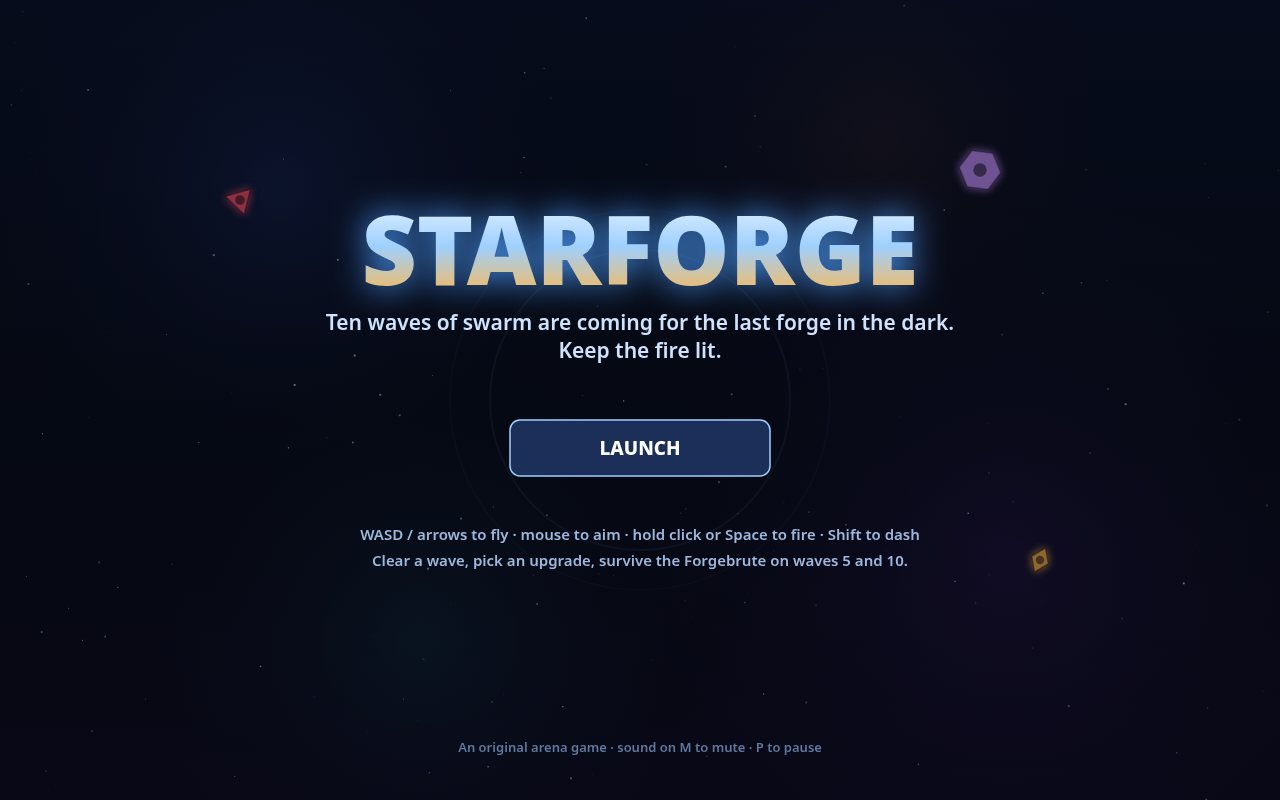 STARFORGE
Ten waves of swarm are coming for the last forge in the dark.
Keep the fire lit.
LAUNCH
WASD / arrows to fly · mouse to aim · hold click or Space to fire · Shift to dash
Clear a wave, pick an upgrade, survive the Forgebrute on waves 5 and 10.
An original arena game · sound on M to mute · P to pause